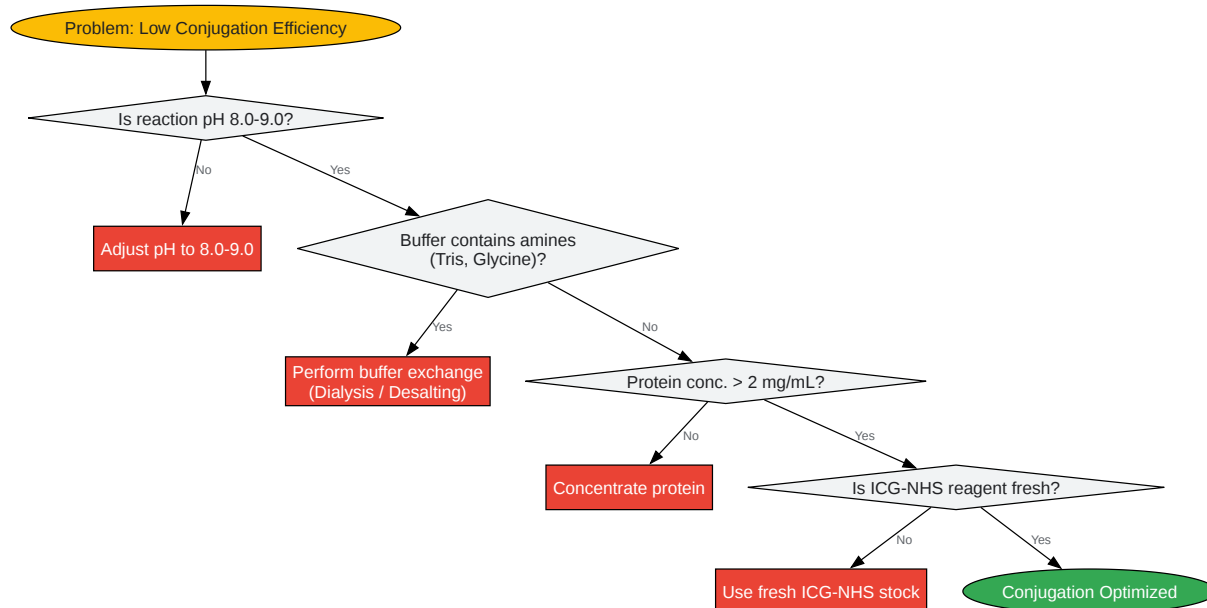 Problem: Low Conjugation Efficiency
Is reaction pH 8.0-9.0?
No
Yes
Adjust pH to 8.0-9.0
Buffer contains amines
(Tris, Glycine)?
Yes
No
Perform buffer exchange
(Dialysis / Desalting)
Protein conc. > 2 mg/mL?
No
Yes
Concentrate protein
Is ICG-NHS reagent fresh?
No
Yes
Use fresh ICG-NHS stock
Conjugation Optimized